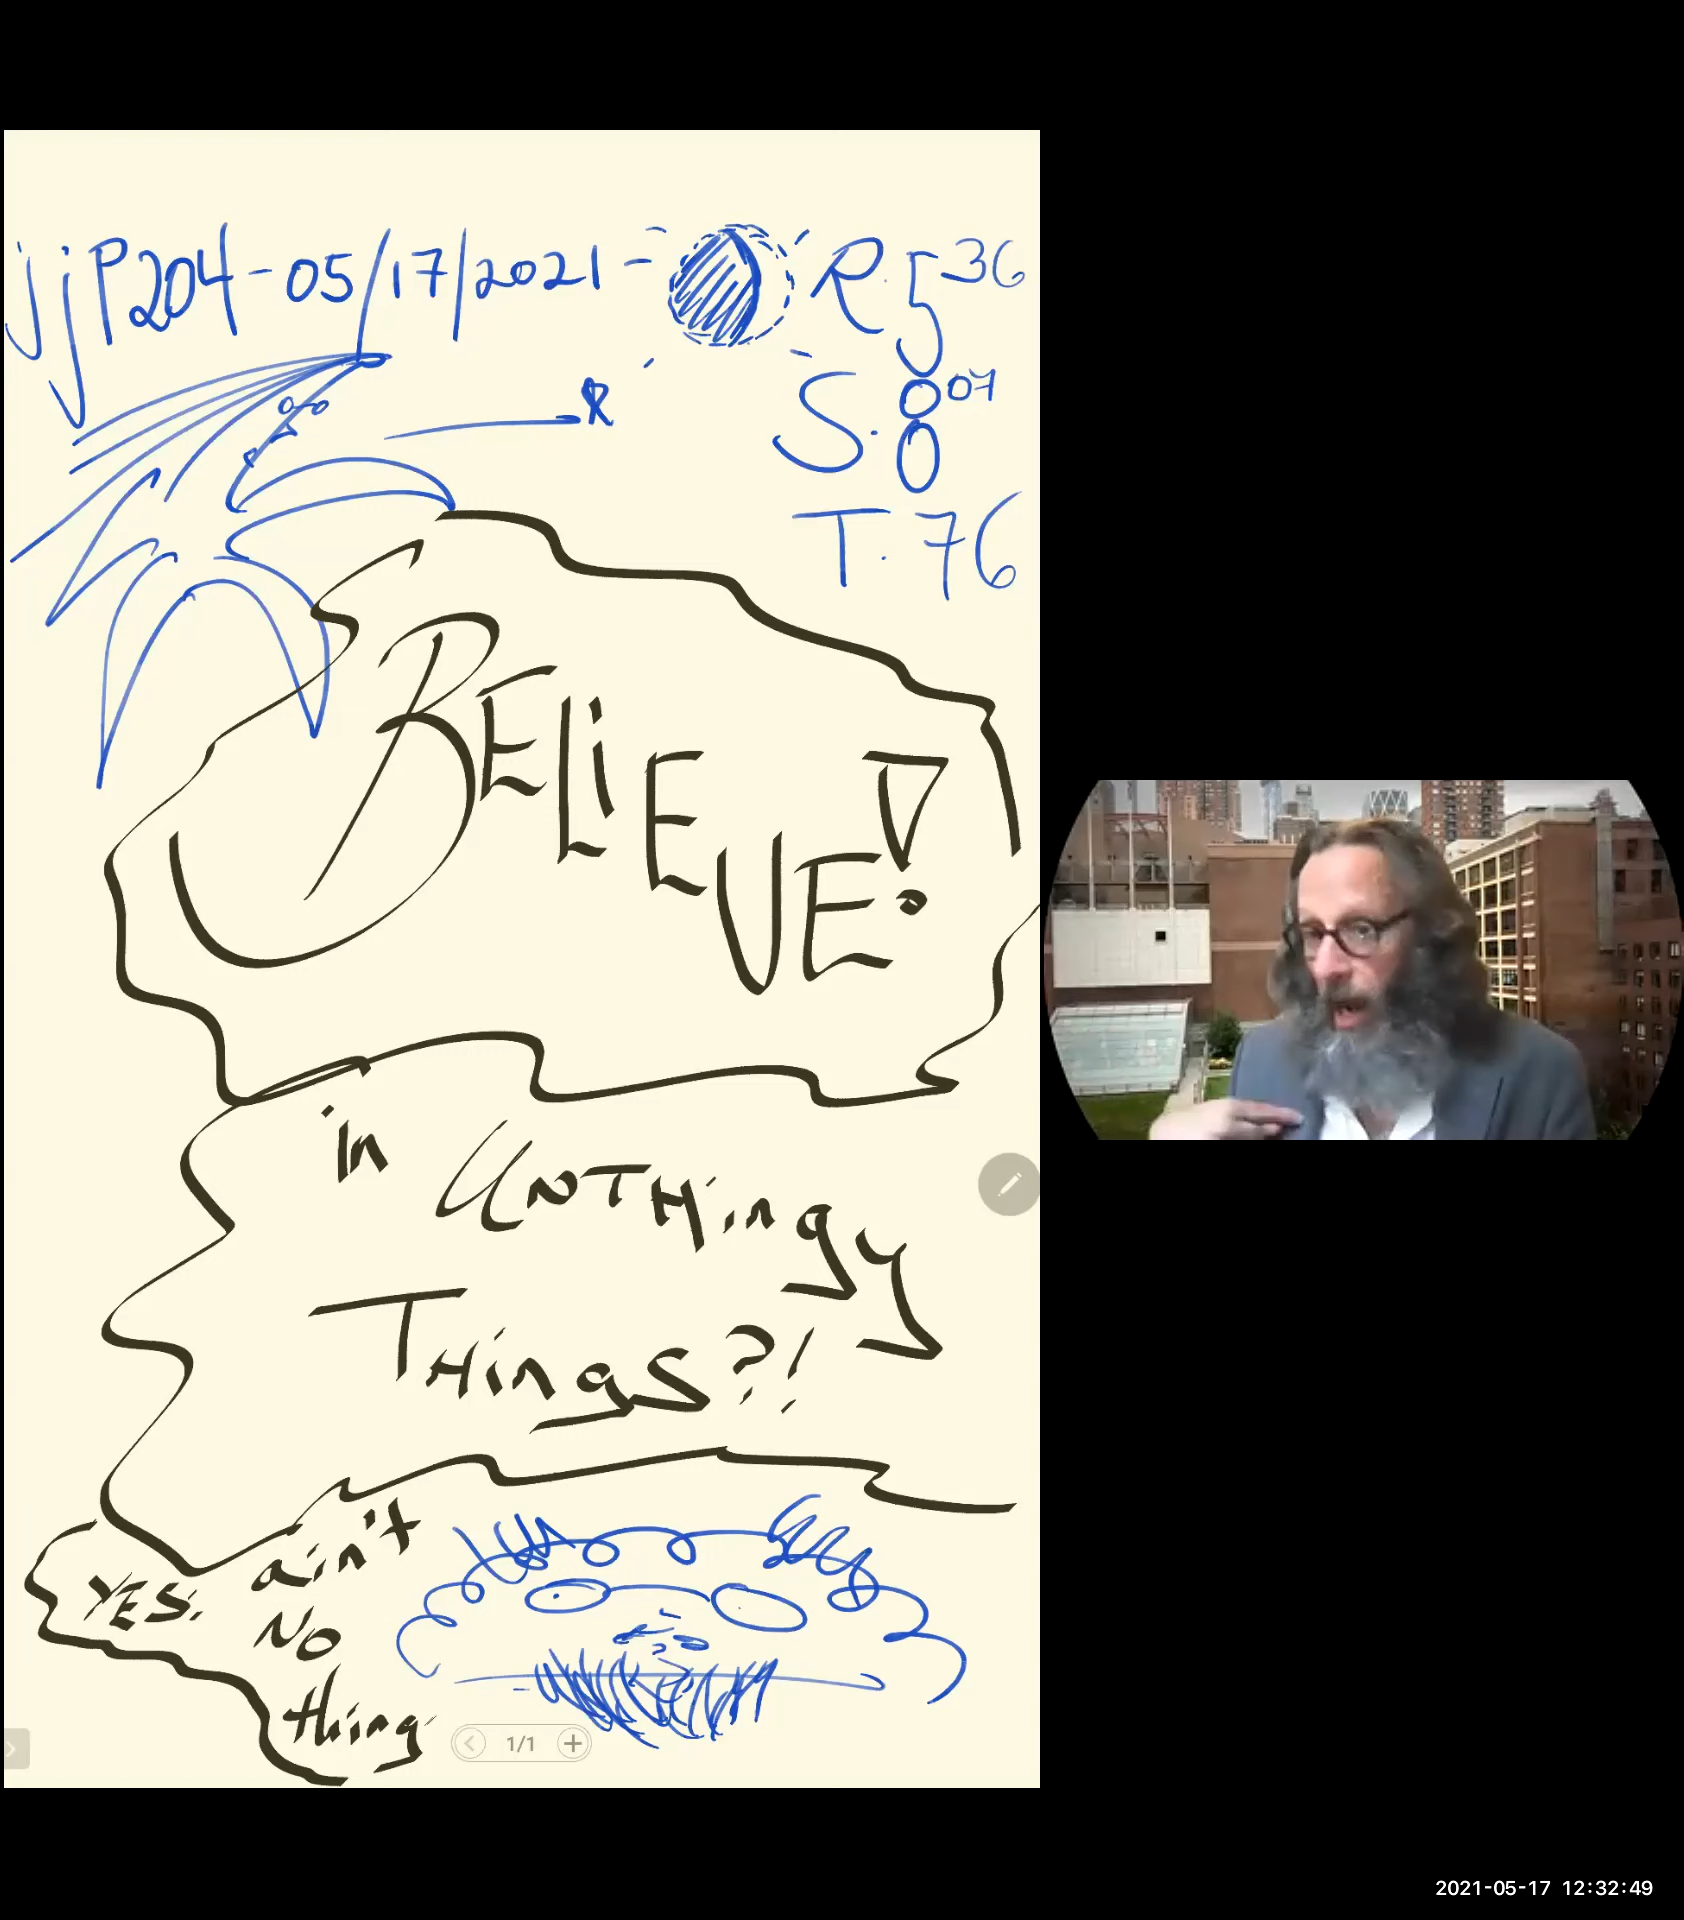 jjP204-05/17/2021-
R. 5 36
S. 8 07
T. 76
BELiEVE!
in UNTHingy
THings?!
YES: ain't
NO
thing
1/1
2021-05-17 12:32:49